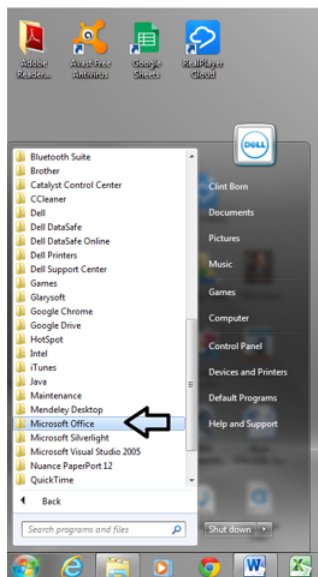 Adobe
Reader...
Avast Free
Antivirus
Google
Sheets
RealPlayer
Cloud
DELL
Bluetooth Suite
Brother
Catalyst Control Center
CCleaner
Dell
Dell DataSafe
Dell DataSafe Online
Dell Printers
Dell Support Center
Games
Glarysoft
Google Chrome
Google Drive
HotSpot
Intel
iTunes
Java
Maintenance
Mendeley Desktop
Microsoft Office
Microsoft Silverlight
Microsoft Visual Studio 2005
Nuance PaperPort 12
QuickTime
Back
Search programs and files
Clint Born
Documents
Pictures
Music
Games
Computer
Control Panel
Devices and Printers
Default Programs
Help and Support
Shut down